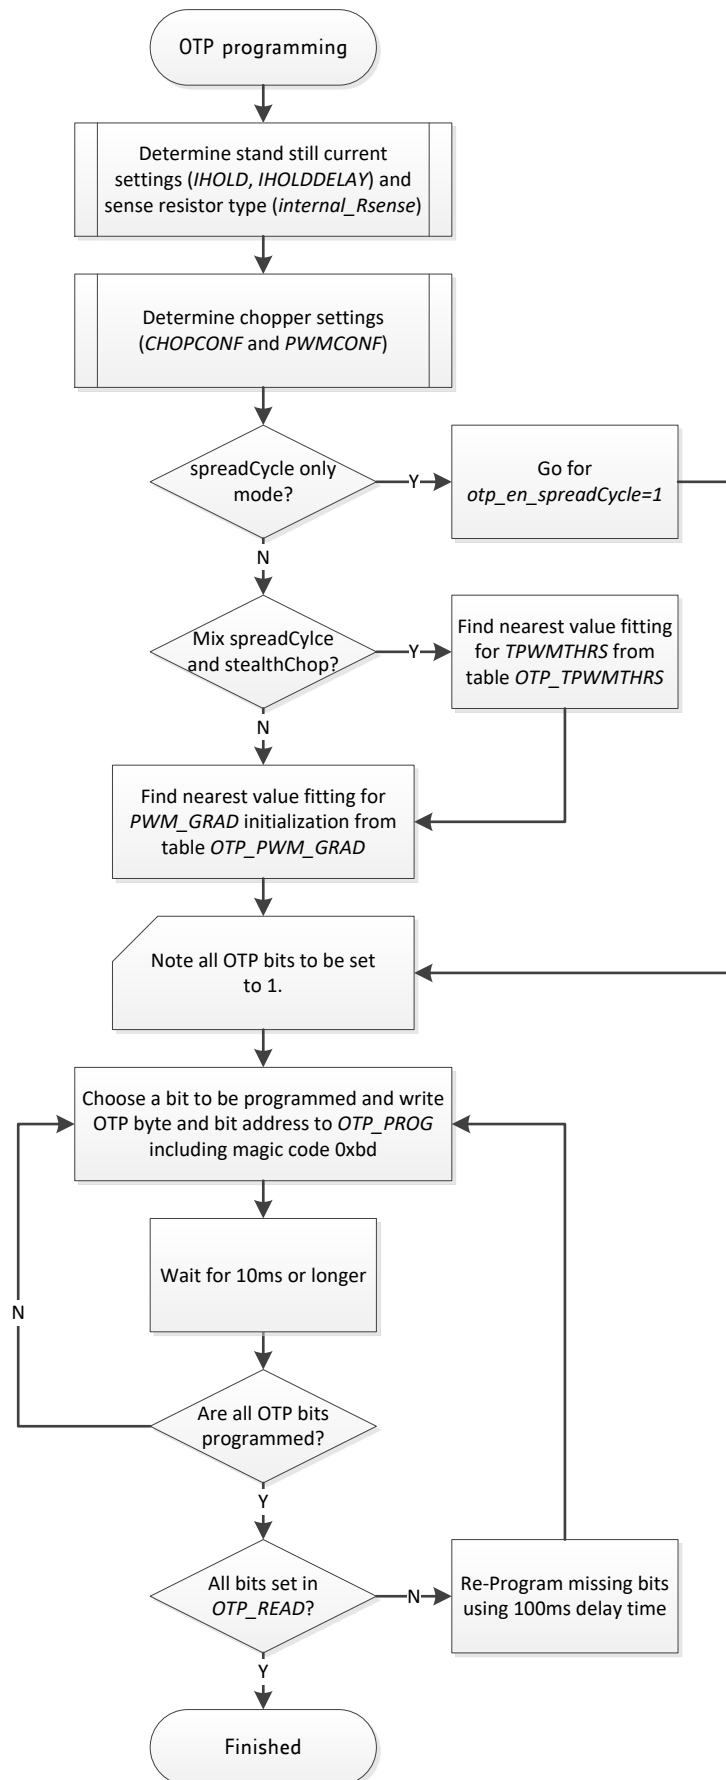 OTP programming
Determine stand still current
settings (IHOLD, IHOLDDELAY) and
sense resistor type (internal_Rsense)
Determine chopper settings
(CHOPCONF and PWMCONF)
spreadCycle only
mode?
Y
Go for
otp_en_spreadCycle=1
N
Mix spreadCylce
and stealthChop?
Y
Find nearest value fitting
for TPWMTHRS from
table OTP_TPWMTHRS
N
Find nearest value fitting for
PWM_GRAD initialization from
table OTP_PWM_GRAD
Note all OTP bits to be set
to 1.
Choose a bit to be programmed and write
OTP byte and bit address to OTP_PROG
including magic code 0xbd
Wait for 10ms or longer
N
Are all OTP bits
programmed?
Y
All bits set in
OTP_READ?
N
Re-Program missing bits
using 100ms delay time
Y
Finished